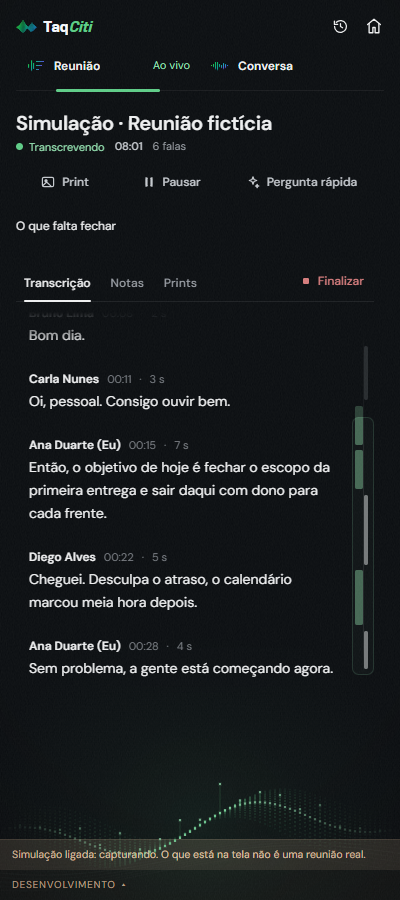 TaqCiti
Reunião
Ao vivo
Conversa
Simulação · Reunião fictícia
Transcrevendo 08:01 6 falas
Print
Pausar
Pergunta rápida
O que falta fechar
Transcrição
Notas
Prints
Finalizar
Bruno Lima
Bom dia.
Carla Nunes 00:11 · 3 s
Oi, pessoal. Consigo ouvir bem.
Ana Duarte (Eu) 00:15 · 7 s
Então, o objetivo de hoje é fechar o escopo da
primeira entrega e sair daqui com dono para
cada frente.
Diego Alves 00:22 · 5 s
Cheguei. Desculpa o atraso, o calendário
marcou meia hora depois.
Ana Duarte (Eu) 00:28 · 4 s
Sem problema, a gente está começando agora.
Simulação ligada: capturando. O que está na tela não é uma reunião real.
DESENVOLVIMENTO